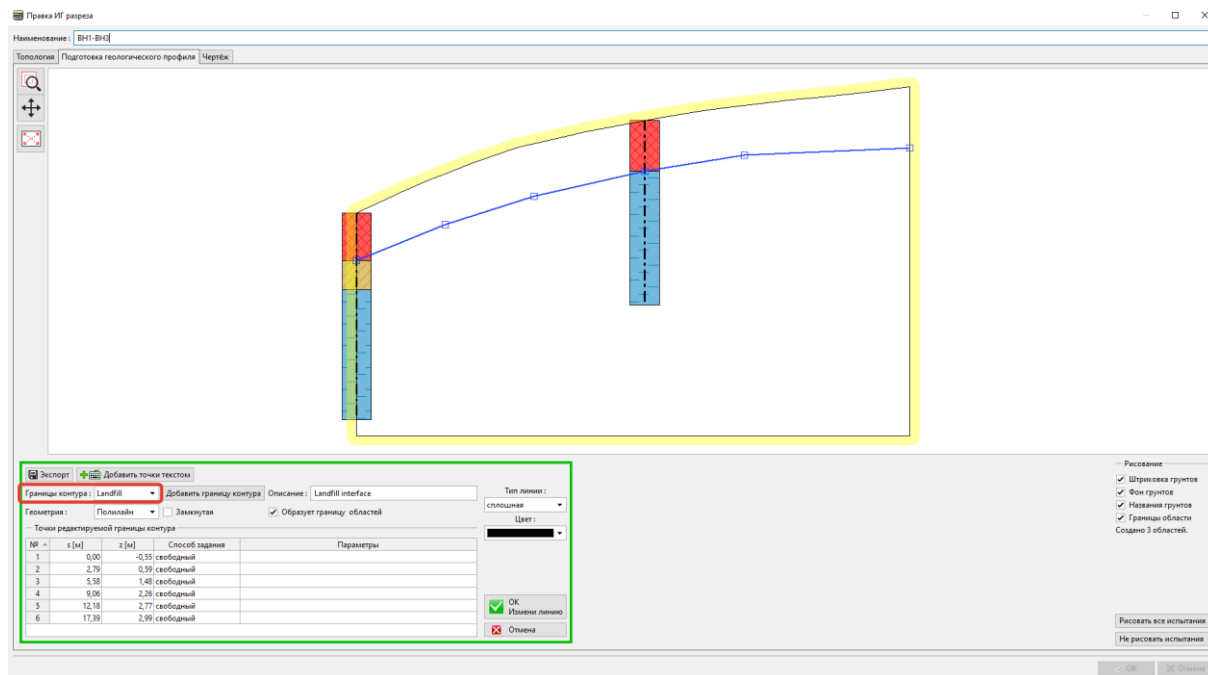 Правка ИГ разреза
Наименование : BH1-BH3
Топология Подготовка геологического профиля Чертёж
Экспорт Добавить точки текстом
Границы контура : Landfill Добавить границу контура Описание : Landfill interface
Геометрия : Полилайн Замкнутая Образует границу областей
Точки редактируемой границы контура
№ s [м] z [м] Способ задания Параметры
1 0,00 -0,55 свободный
2 2,79 0,59 свободный
3 5,58 1,48 свободный
4 9,06 2,26 свободный
5 12,18 2,77 свободный
6 17,39 2,99 свободный
Тип линии :
сплошная
Цвет :
OK
Измени линию
Отмена
Рисование
Штриховка грунтов
Фон грунтов
Названия грунтов
Границы области
Создано 3 областей.
Рисовать все испытания
Не рисовать испытания
OK Отмена